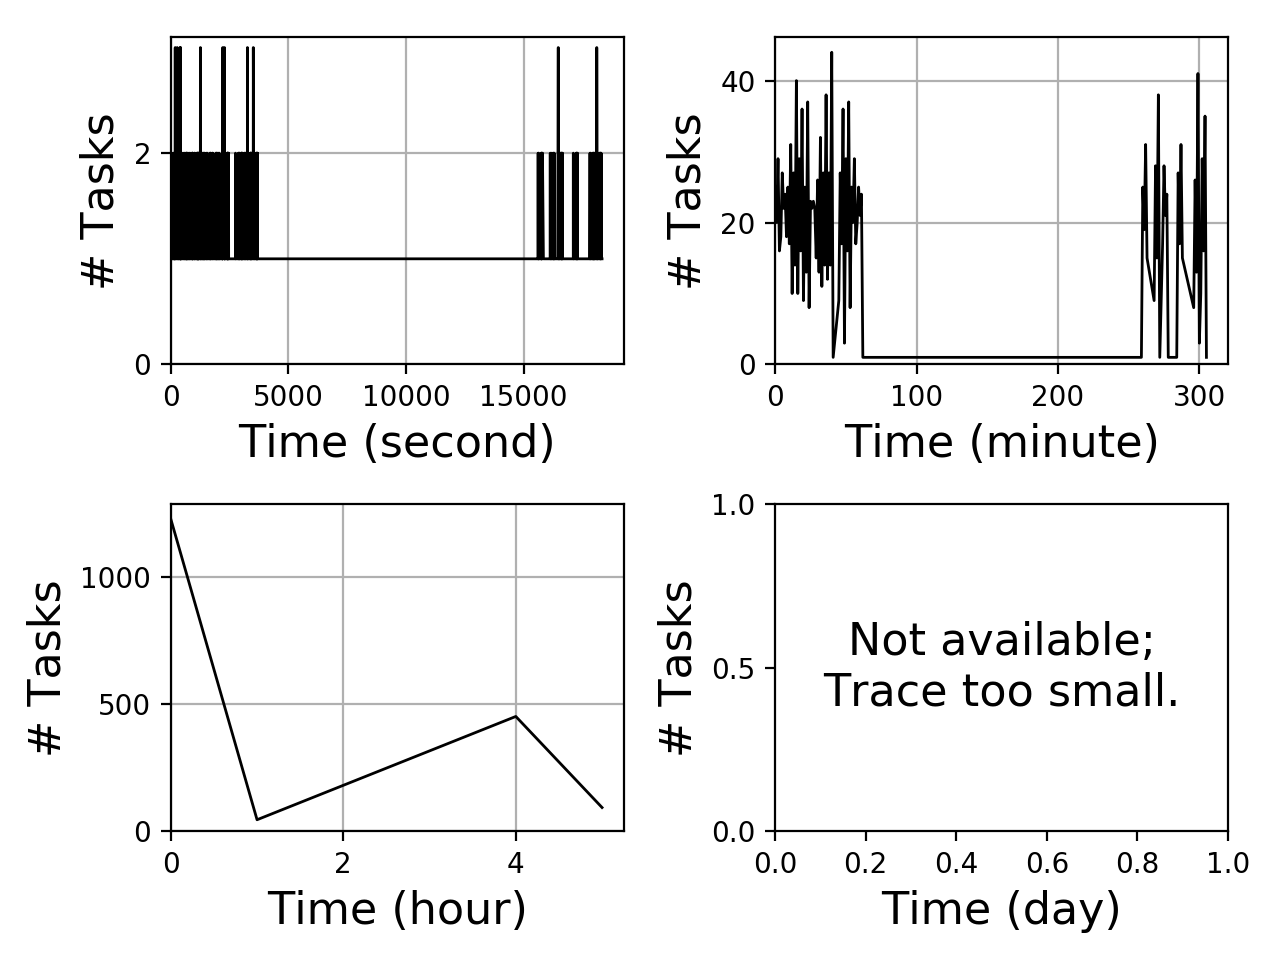 # Tasks
2
0
0 5000 10000 15000
Time (second)
# Tasks
40
20
0
0 100 200 300
Time (minute)
# Tasks
1000
500
0
0 2 4
Time (hour)
# Tasks
1.0
0.5
0.0
Not available;
Trace too small.
0.0 0.2 0.4 0.6 0.8 1.0
Time (day)